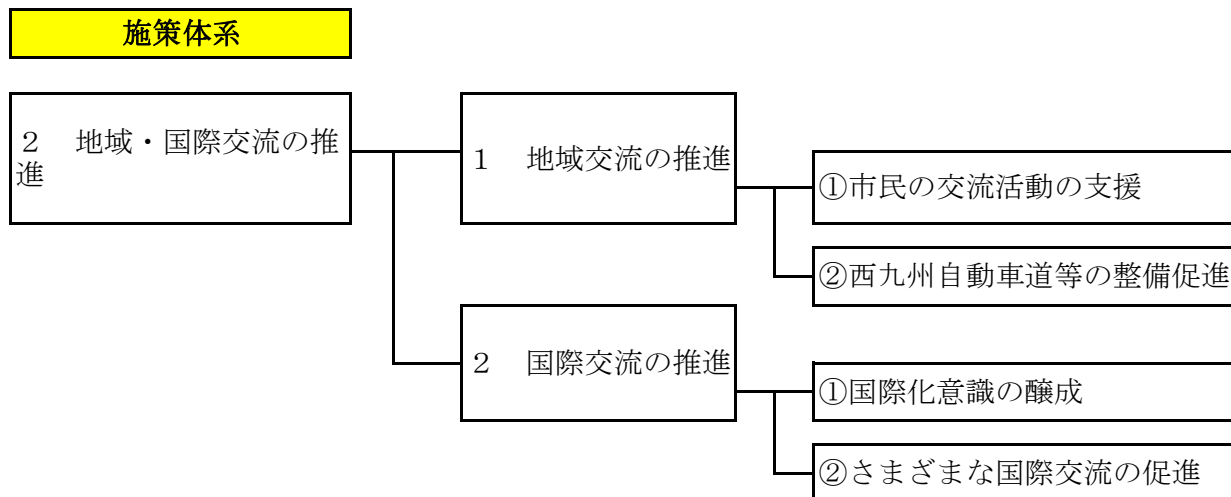 施策体系
２　地域・国際交流の推
進
１　地域交流の推進
①市民の交流活動の支援
②西九州自動車道等の整備促進
２　国際交流の推進
①国際化意識の醸成
②さまざまな国際交流の促進